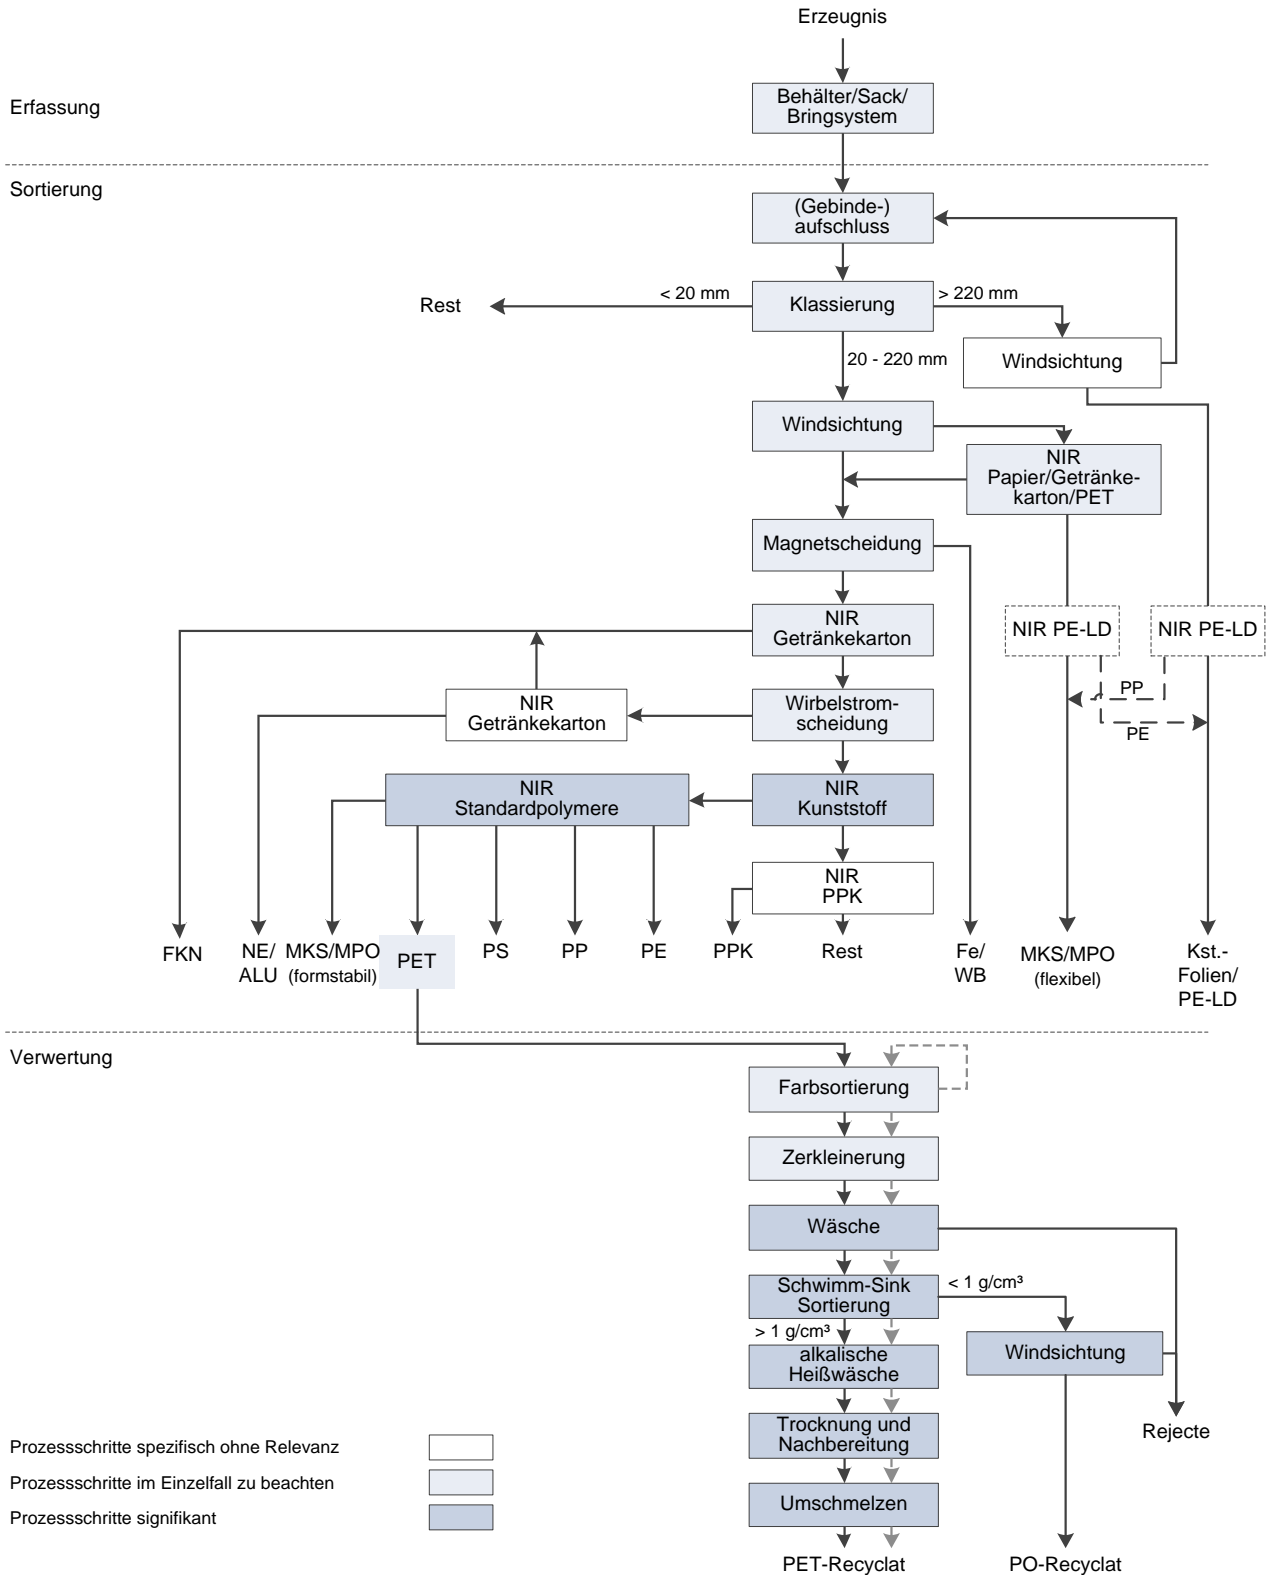 Erzeugnis
Erfassung
Behälter/Sack/
Bringsystem
Sortierung
(Gebinde-)
aufschluss
< 20 mm
> 220 mm
Rest
Klassierung
20 - 220 mm
Windsichtung
Windsichtung
NIR
Papier/Getränke-
karton/PET
Magnetscheidung
NIR
Getränkekarton
NIR PE-LD
NIR PE-LD
PP
PE
NIR
Getränkekarton
Wirbelstrom-
scheidung
NIR
Standardpolymere
NIR
Kunststoff
NIR
PPK
FKN
NE/
ALU
MKS/MPO
(formstabil)
PET
PS
PP
PE
PPK
Rest
Fe/
WB
MKS/MPO
(flexibel)
Kst.-
Folien/
PE-LD
Verwertung
Farbsortierung
Zerkleinerung
Wäsche
Schwimm-Sink
Sortierung
< 1 g/cm³
> 1 g/cm³
Windsichtung
alkalische
Heißwäsche
Trocknung und
Nachbereitung
Rejecte
Umschmelzen
PET-Recyclat
PO-Recyclat
Prozessschritte spezifisch ohne Relevanz
Prozessschritte im Einzelfall zu beachten
Prozessschritte signifikant